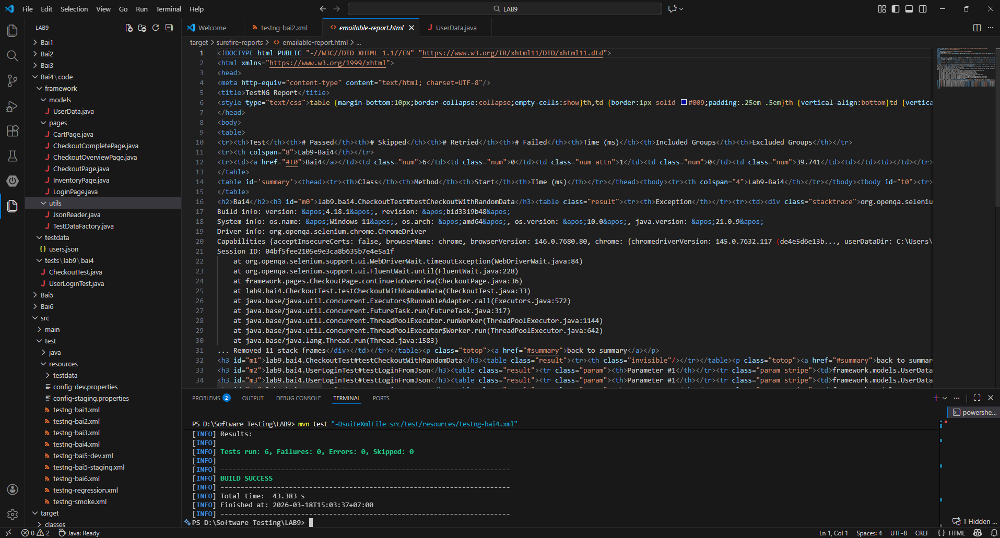 File Edit Selection View Go Run Terminal Help
LAB9
LAB9
Bai1
Bai2
Bai3
Bai4\code
framework
models
UserData.java
pages
CartPage.java
CheckoutCompletePage.java
CheckoutOverviewPage.java
CheckoutPage.java
InventoryPage.java
LoginPage.java
utils
JsonReader.java
TestDataFactory.java
testdata
users.json
tests\lab9\bai4
CheckoutTest.java
UserLoginTest.java
Bai5
Bai6
src
main
test
java
resources
testdata
config-dev.properties
config-staging.properties
testng-bai1.xml
testng-bai2.xml
testng-bai3.xml
testng-bai4.xml
testng-bai5-dev.xml
testng-bai5-staging.xml
testng-bai6.xml
testng-regression.xml
testng-smoke.xml
target
classes
Welcome testng-bai2.xml emailable-report.html UserData.java
target > surefire-reports > emailable-report.html > ...
1 <!DOCTYPE html PUBLIC "-//W3C//DTD XHTML 1.1//EN" "https://www.w3.org/TR/xhtml11/DTD/xhtml11.dtd">
2 <html xmlns="https://www.w3.org/1999/xhtml">
3 <head>
4 <meta http-equiv="content-type" content="text/html; charset=UTF-8"/>
5 <title>TestNG Report</title>
6 <style type="text/css">table {margin-bottom:10px;border-collapse:collapse;empty-cells:show}th,td {border:1px solid #009;padding:.25em .5em}th {vertical-align:bottom}td {vertica
7 </head>
8 <body>
9 <table>
10 <tr><th>Test</th><th># Passed</th><th># Skipped</th><th># Retried</th><th># Failed</th><th>Time (ms)</th><th>Included Groups</th><th>Excluded Groups</th></tr>
11 <tr><th colspan="8">Lab9-Bai4</th></tr>
12 <tr><td><a href="#t0">Bai4</a></td><td class="num">6</td><td class="num">0</td><td class="num attn">1</td><td class="num">0</td><td class="num">39.741</td><td></td><td></td></tr>
13 </table>
14 <table id='summary'><thead><tr><th>Class</th><th>Method</th><th>Start</th><th>Time (ms)</th></tr></thead><tbody><tr><th colspan="4">Lab9-Bai4</th></tr></tbody><tbody id="t0"><tr>
15 </table>
16 <h2>Bai4</h2><h3 id="m0">lab9.bai4.CheckoutTest#testCheckoutWithRandomData</h3><table class="result"><tr><th>Exception</th></tr><tr><td><div class="stacktrace">org.openqa.seleniu
17 Build info: version: &apos;4.18.1&apos;, revision: &apos;b1d3319b48&apos;
18 System info: os.name: &apos;Windows 11&apos;, os.arch: &apos;amd64&apos;, os.version: &apos;10.0&apos;, java.version: &apos;21.0.9&apos;
19 Driver info: org.openqa.selenium.chrome.ChromeDriver
20 Capabilities {acceptInsecureCerts: false, browserName: chrome, browserVersion: 146.0.7680.80, chrome: {chromedriverVersion: 145.0.7632.117 (de4e5d6e13b..., userDataDir: C:\Users\
21 Session ID: 04bf5fee2105e9e3ca8b635b7e4e5a1f
22 at org.openqa.selenium.support.ui.WebDriverWait.timeoutException(WebDriverWait.java:84)
23 at org.openqa.selenium.support.ui.FluentWait.until(FluentWait.java:228)
24 at framework.pages.CheckoutPage.continueToOverview(CheckoutPage.java:36)
25 at lab9.bai4.CheckoutTest.testCheckoutWithRandomData(CheckoutTest.java:33)
26 at java.base/java.util.concurrent.Executors$RunnableAdapter.call(Executors.java:572)
27 at java.base/java.util.concurrent.FutureTask.run(FutureTask.java:317)
28 at java.base/java.util.concurrent.ThreadPoolExecutor.runWorker(ThreadPoolExecutor.java:1144)
29 at java.base/java.util.concurrent.ThreadPoolExecutor$Worker.run(ThreadPoolExecutor.java:642)
30 at java.base/java.lang.Thread.run(Thread.java:1583)
31 ... Removed 11 stack frames</div></td></tr></table><p class="totop"><a href="#summary">back to summary</a></p>
32 <h3 id="m1">lab9.bai4.CheckoutTest#testCheckoutWithRandomData</h3><table class="result"><tr><th class="invisible"/></tr></table><p class="totop"><a href="#summary">back to summar
33 <h3 id="m2">lab9.bai4.UserLoginTest#testLoginFromJson</h3><table class="result"><tr class="param"><th>Parameter #1</th></tr><tr class="param stripe"><td>framework.models.UserData
34 <h3 id="m3">lab9.bai4.UserLoginTest#testLoginFromJson</h3><table class="result"><tr class="param"><th>Parameter #1</th></tr><tr class="param stripe"><td>framework.models.UserData
PROBLEMS 2 OUTPUT DEBUG CONSOLE TERMINAL PORTS
powershe...
PS D:\Software Testing\LAB9> mvn test "-DsuiteXmlFile=src/test/resources/testng-bai4.xml"
[INFO] Results:
[INFO]
[INFO] Tests run: 6, Failures: 0, Errors: 0, Skipped: 0
[INFO]
[INFO] ------------------------------------------------------------------------
[INFO] BUILD SUCCESS
[INFO] ------------------------------------------------------------------------
[INFO] Total time:  43.383 s
[INFO] Finished at: 2026-03-18T15:03:37+07:00
[INFO] ------------------------------------------------------------------------
PS D:\Software Testing\LAB9>
1 Hidden ...
0 2 Java: Ready Ln 1, Col 1 Spaces: 4 UTF-8 CRLF {} HTML